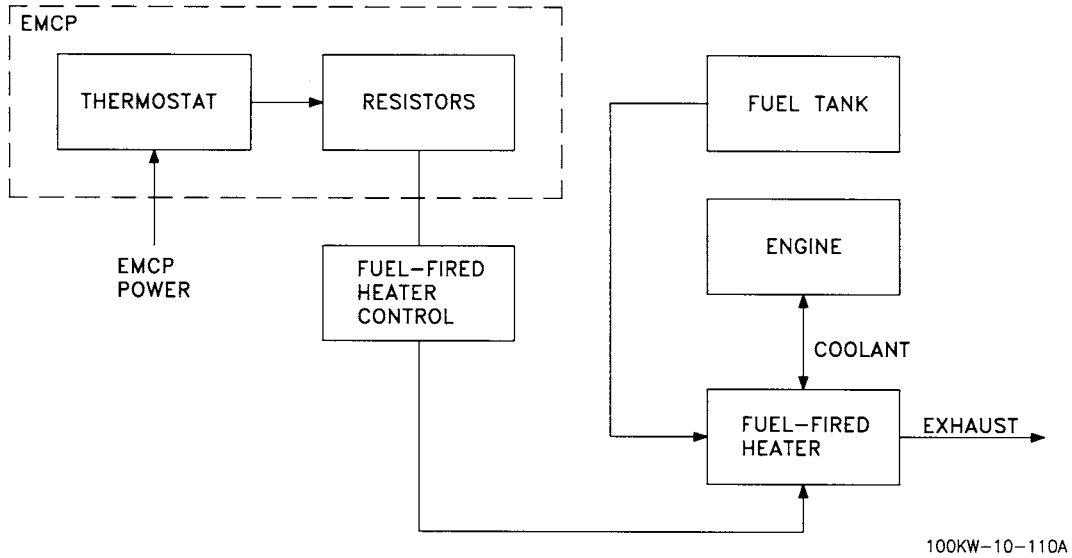 EMCP
THERMOSTAT
RESISTORS
FUEL TANK
ENGINE
EMCP
POWER
FUEL–FIRED
HEATER
CONTROL
COOLANT
FUEL–FIRED
HEATER
EXHAUST
100KW–10–110A